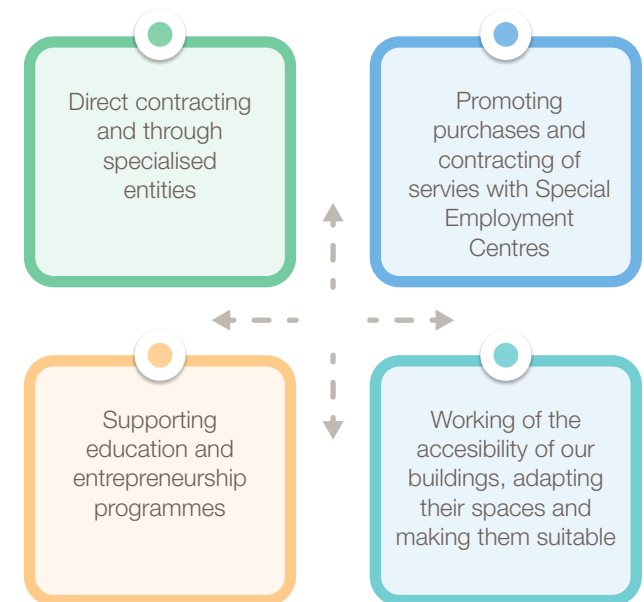 Direct contracting
and through
specialised
entities
Promoting
purchases and
contracting of
servies with Special
Employment
Centres
Supporting
education and
entrepreneurship
programmes
Working of the
accesibility of our
buildings, adapting
their spaces and
making them suitable